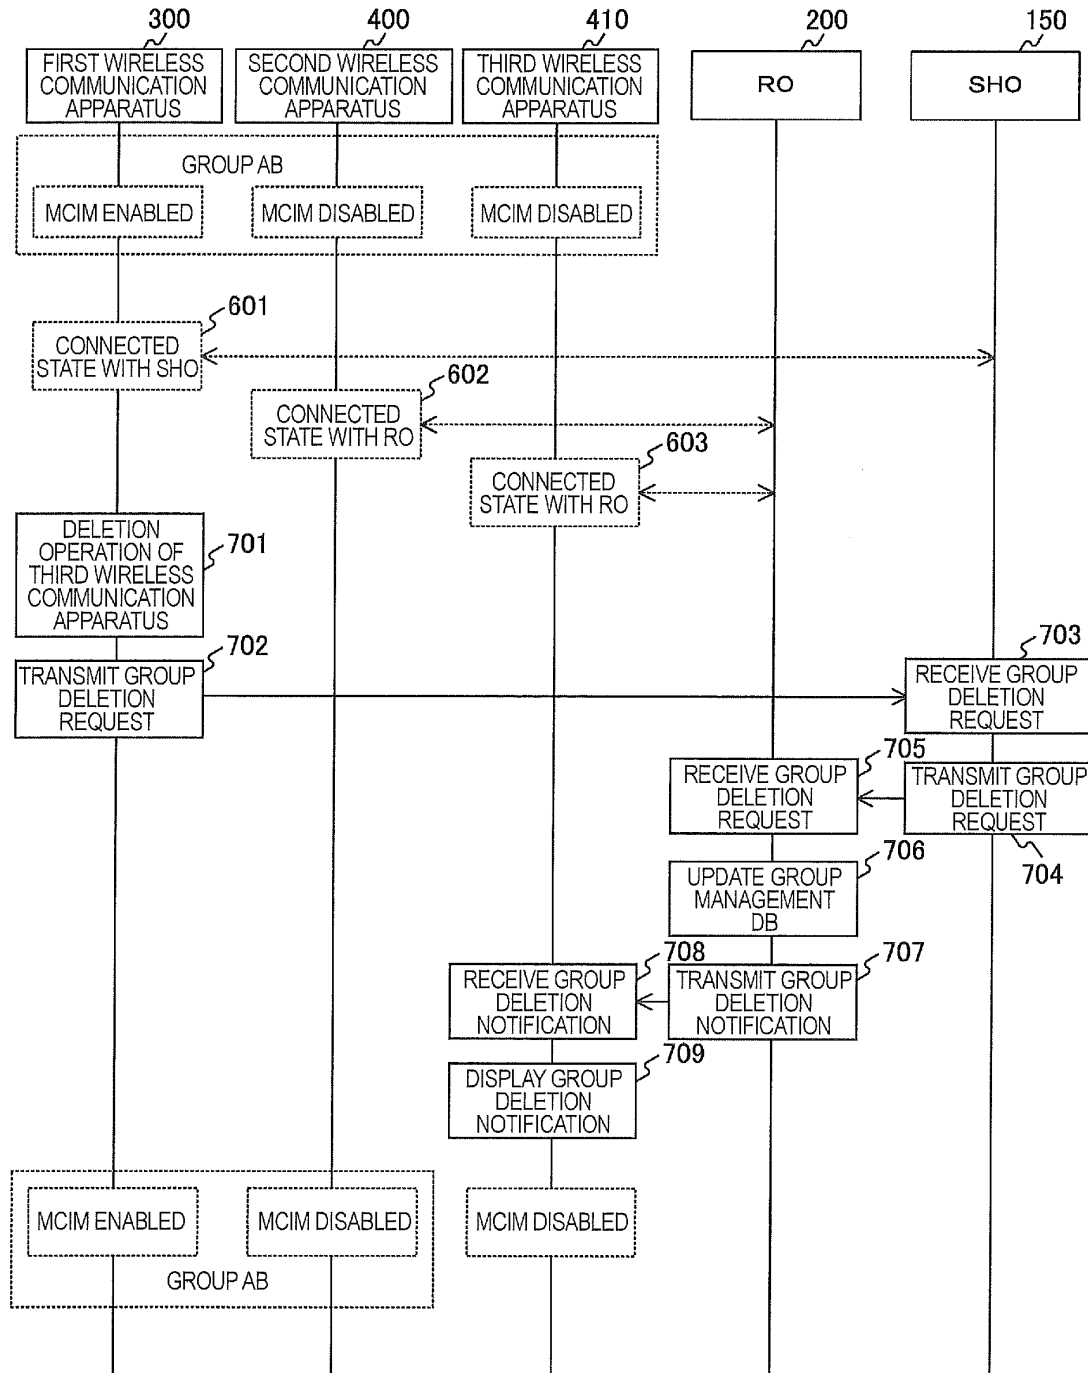 300
400
410
200
150
FIRST WIRELESS
COMMUNICATION
APPARATUS
SECOND WIRELESS
COMMUNICATION
APPARATUS
THIRD WIRELESS
COMMUNICATION
APPARATUS
RO
SHO
GROUP AB
MCIM ENABLED
MCIM DISABLED
MCIM DISABLED
601
CONNECTED
STATE WITH SHO
602
CONNECTED
STATE WITH RO
603
CONNECTED
STATE WITH RO
DELETION
OPERATION OF
THIRD WIRELESS
COMMUNICATION
APPARATUS
701
702
TRANSMIT GROUP
DELETION
REQUEST
703
RECEIVE GROUP
DELETION
REQUEST
705
RECEIVE GROUP
DELETION
REQUEST
TRANSMIT GROUP
DELETION
REQUEST
704
706
UPDATE GROUP
MANAGEMENT
DB
708
RECEIVE GROUP
DELETION
NOTIFICATION
707
TRANSMIT GROUP
DELETION
NOTIFICATION
709
DISPLAY GROUP
DELETION
NOTIFICATION
MCIM ENABLED
MCIM DISABLED
MCIM DISABLED
GROUP AB